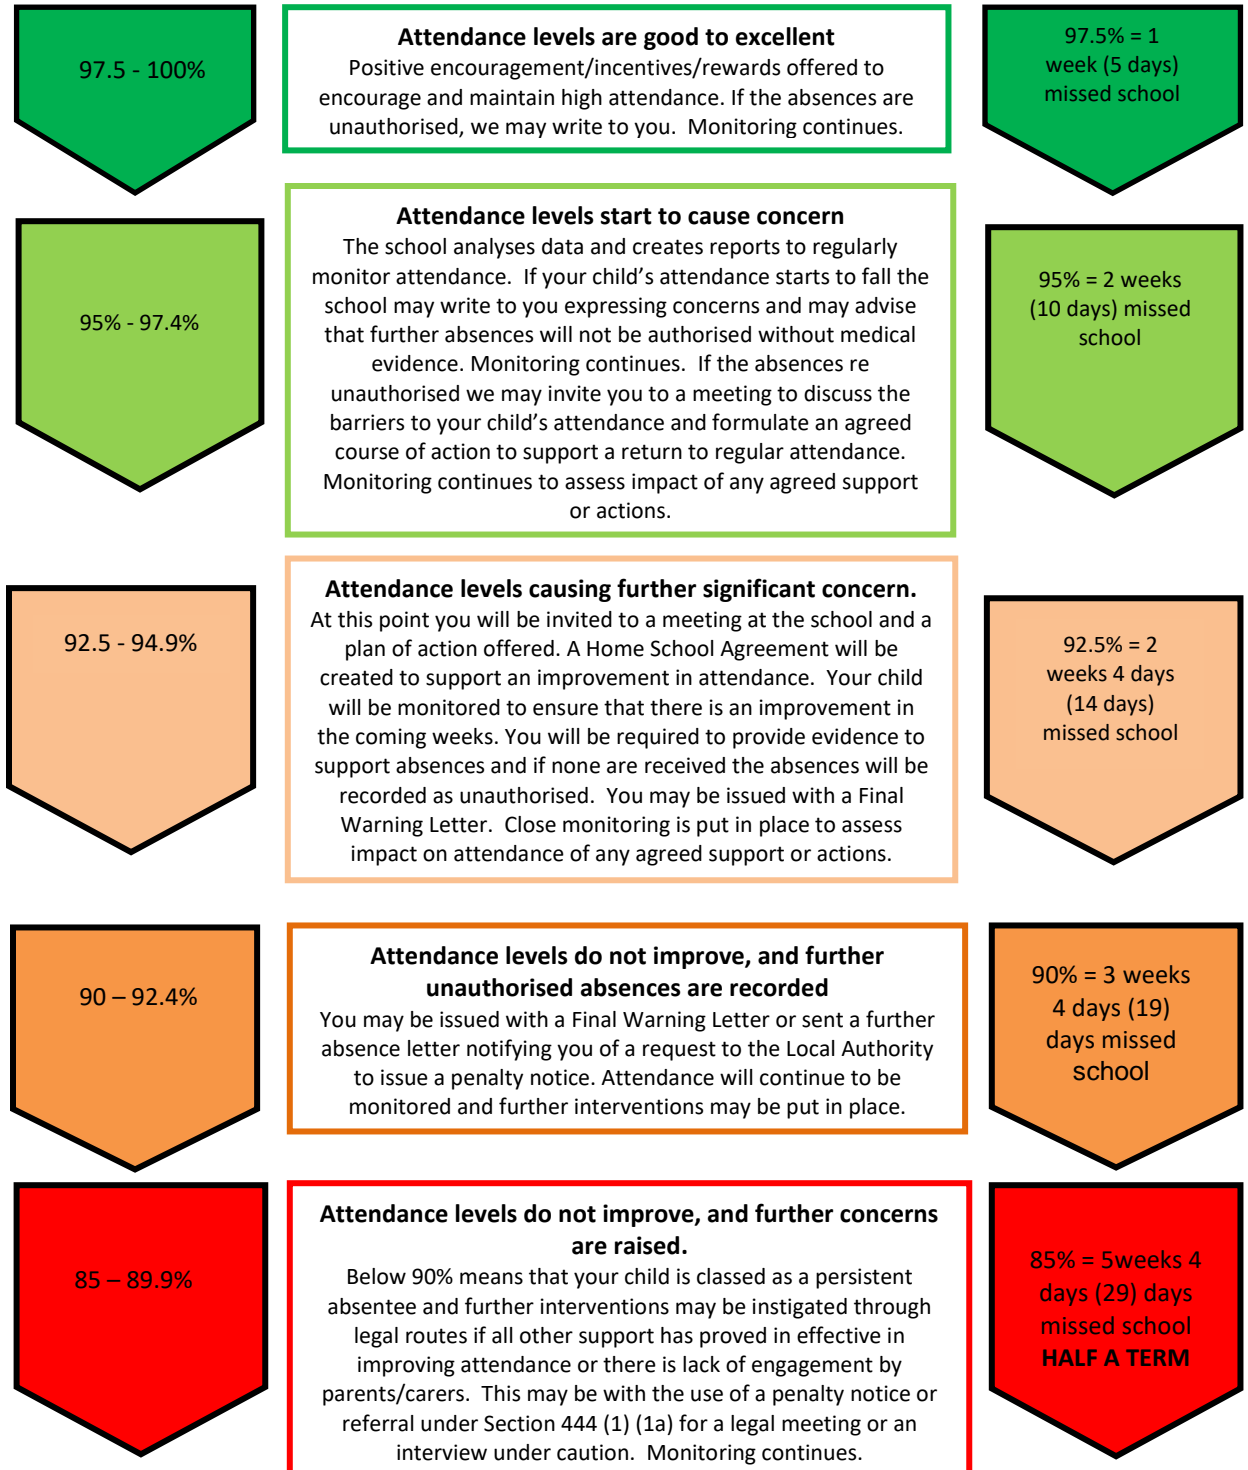 97.5 - 100%
Attendance levels are good to excellent
Positive encouragement/incentives/rewards offered to
encourage and maintain high attendance. If the absences are
unauthorised, we may write to you.  Monitoring continues.
97.5% = 1
week (5 days)
missed school
95% - 97.4%
Attendance levels start to cause concern
The school analyses data and creates reports to regularly
monitor attendance.  If your child’s attendance starts to fall the
school may write to you expressing concerns and may advise
that further absences will not be authorised without medical
evidence. Monitoring continues.  If the absences re
unauthorised we may invite you to a meeting to discuss the
barriers to your child’s attendance and formulate an agreed
course of action to support a return to regular attendance.
Monitoring continues to assess impact of any agreed support
or actions.
95% = 2 weeks
(10 days) missed
school
92.5 - 94.9%
Attendance levels causing further significant concern.
At this point you will be invited to a meeting at the school and a
plan of action offered. A Home School Agreement will be
created to support an improvement in attendance.  Your child
will be monitored to ensure that there is an improvement in
the coming weeks. You will be required to provide evidence to
support absences and if none are received the absences will be
recorded as unauthorised.  You may be issued with a Final
Warning Letter.  Close monitoring is put in place to assess
impact on attendance of any agreed support or actions.
92.5% = 2
weeks 4 days
(14 days)
missed school
90 – 92.4%
Attendance levels do not improve, and further
unauthorised absences are recorded
You may be issued with a Final Warning Letter or sent a further
absence letter notifying you of a request to the Local Authority
to issue a penalty notice. Attendance will continue to be
monitored and further interventions may be put in place.
90% = 3 weeks
4 days (19)
days missed
school
85 – 89.9%
Attendance levels do not improve, and further concerns
are raised.
Below 90% means that your child is classed as a persistent
absentee and further interventions may be instigated through
legal routes if all other support has proved in effective in
improving attendance or there is lack of engagement by
parents/carers.  This may be with the use of a penalty notice or
referral under Section 444 (1) (1a) for a legal meeting or an
interview under caution.  Monitoring continues.
85% = 5weeks 4
days (29) days
missed school
HALF A TERM